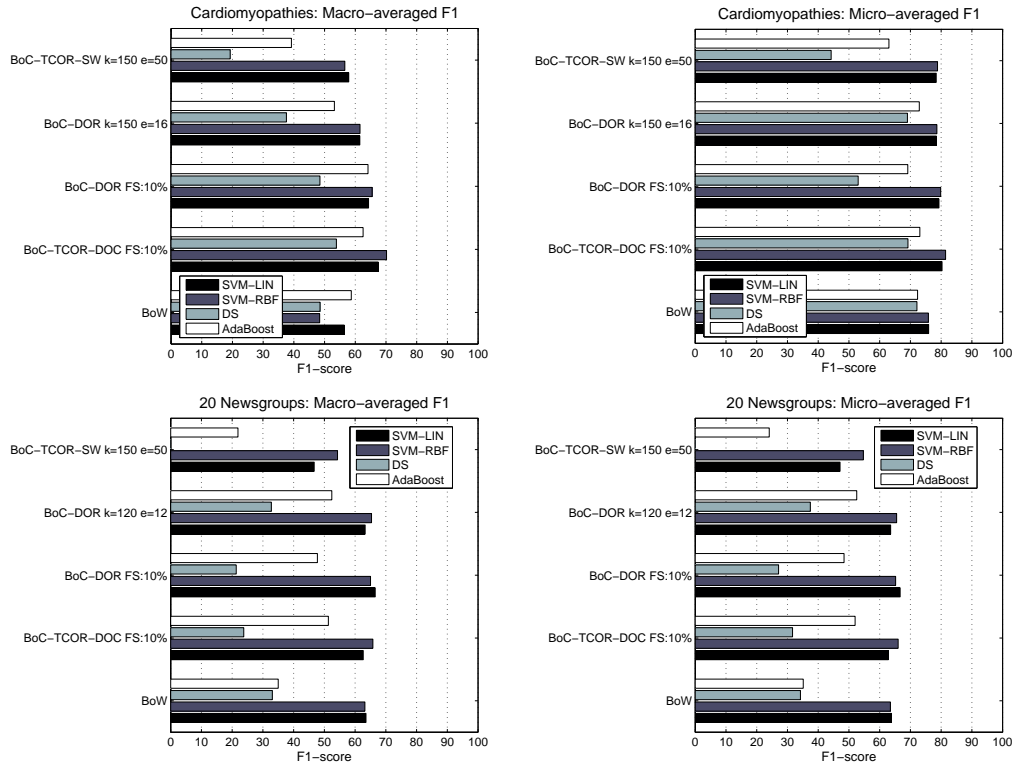 Cardiomyopathies: Macro−averaged F1
BoC−TCOR−SW k=150 e=50
BoC−DOR k=150 e=16
BoC−DOR FS:10%
BoC−TCOR−DOC FS:10%
BoW
SVM−LIN
SVM−RBF
DS
AdaBoost
0 10 20 30 40 50 60 70 80 90 100
F1−score
Cardiomyopathies: Micro−averaged F1
BoC−TCOR−SW k=150 e=50
BoC−DOR k=150 e=16
BoC−DOR FS:10%
BoC−TCOR−DOC FS:10%
BoW
SVM−LIN
SVM−RBF
DS
AdaBoost
0 10 20 30 40 50 60 70 80 90 100
F1−score
20 Newsgroups: Macro−averaged F1
SVM−LIN
SVM−RBF
DS
AdaBoost
BoC−TCOR−SW k=150 e=50
BoC−DOR k=120 e=12
BoC−DOR FS:10%
BoC−TCOR−DOC FS:10%
BoW
0 10 20 30 40 50 60 70 80 90 100
F1−score
20 Newsgroups: Micro−averaged F1
SVM−LIN
SVM−RBF
DS
AdaBoost
BoC−TCOR−SW k=150 e=50
BoC−DOR k=120 e=12
BoC−DOR FS:10%
BoC−TCOR−DOC FS:10%
BoW
0 10 20 30 40 50 60 70 80 90 100
F1−score